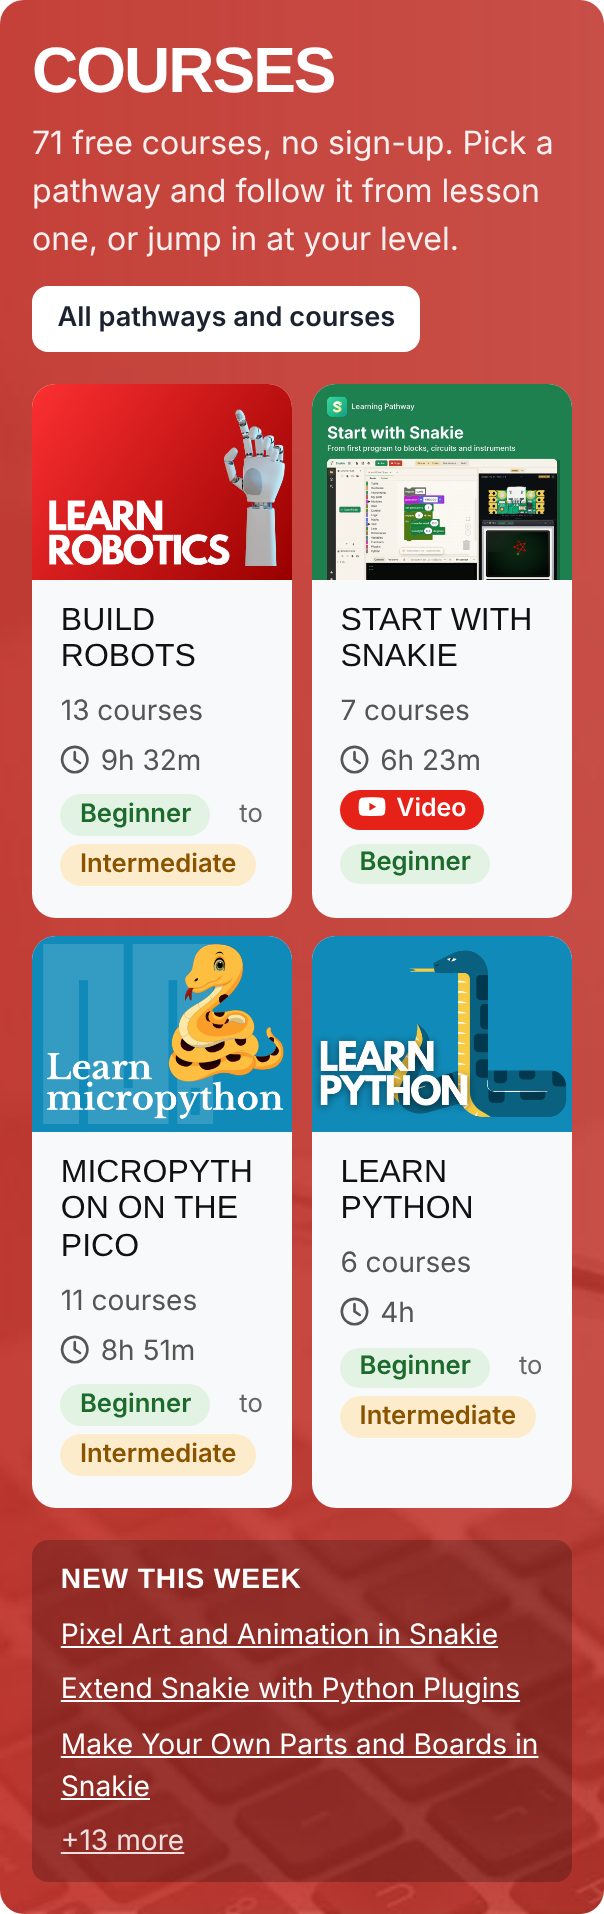 COURSES
71 free courses, no sign-up. Pick a
pathway and follow it from lesson
one, or jump in at your level.
All pathways and courses
LEARN
ROBOTICS
BUILD
ROBOTS
13 courses
9h 32m
Beginner to
Intermediate
S Learning Pathway
Start with Snakie
From first program to blocks, circuits and instruments
START WITH
SNAKIE
7 courses
6h 23m
Video
Beginner
Learn
micropython
MICROPYTH
ON ON THE
PICO
11 courses
8h 51m
Beginner to
Intermediate
LEARN
PYTHON
LEARN
PYTHON
6 courses
4h
Beginner to
Intermediate
NEW THIS WEEK
Pixel Art and Animation in Snakie
Extend Snakie with Python Plugins
Make Your Own Parts and Boards in
Snakie
+13 more